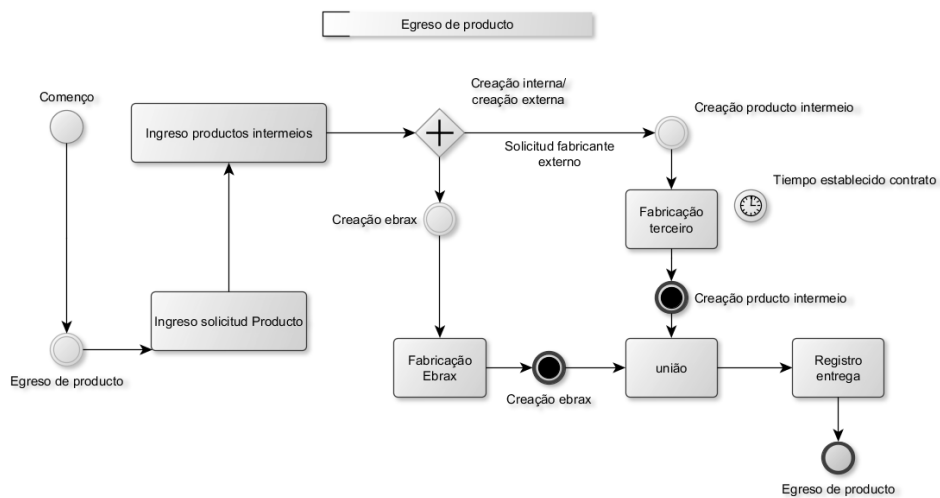 Egreso de producto
Començo
Ingreso productos intermeios
Creação interna/
creação externa
Creação producto intermeio
Solicitud fabricante
externo
Tiempo establecido contrato
Creação ebrax
Fabricação
terceiro
Creação prducto intermeio
Ingreso solicitud Producto
Egreso de producto
Fabricação
Ebrax
Creação ebrax
união
Registro
entrega
Egreso de producto